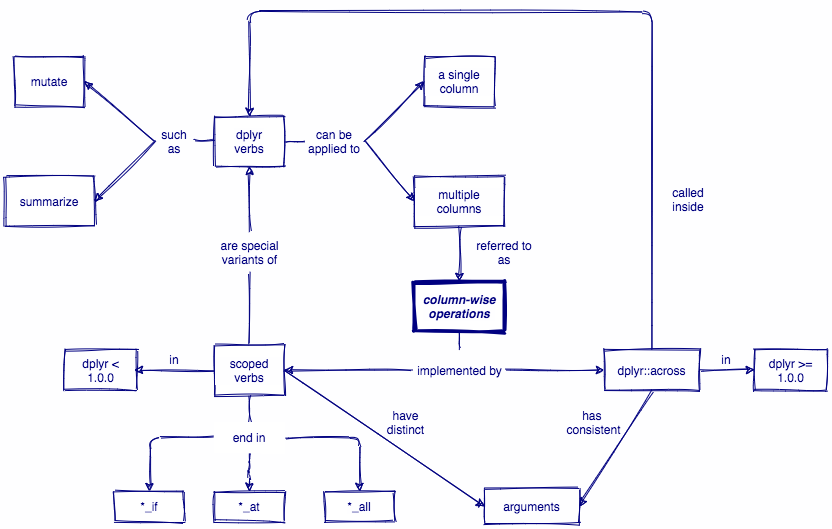 mutate
a single
column
such
as
dplyr
verbs
can be
applied to
summarize
multiple
columns
called
inside
are special
variants of
referred to
as
column-wise
operations
dplyr <
1.0.0
in
scoped
verbs
implemented by
dplyr::across
in
dplyr >=
1.0.0
have
distinct
has
consistent
end in
*_if
*_at
*_all
arguments